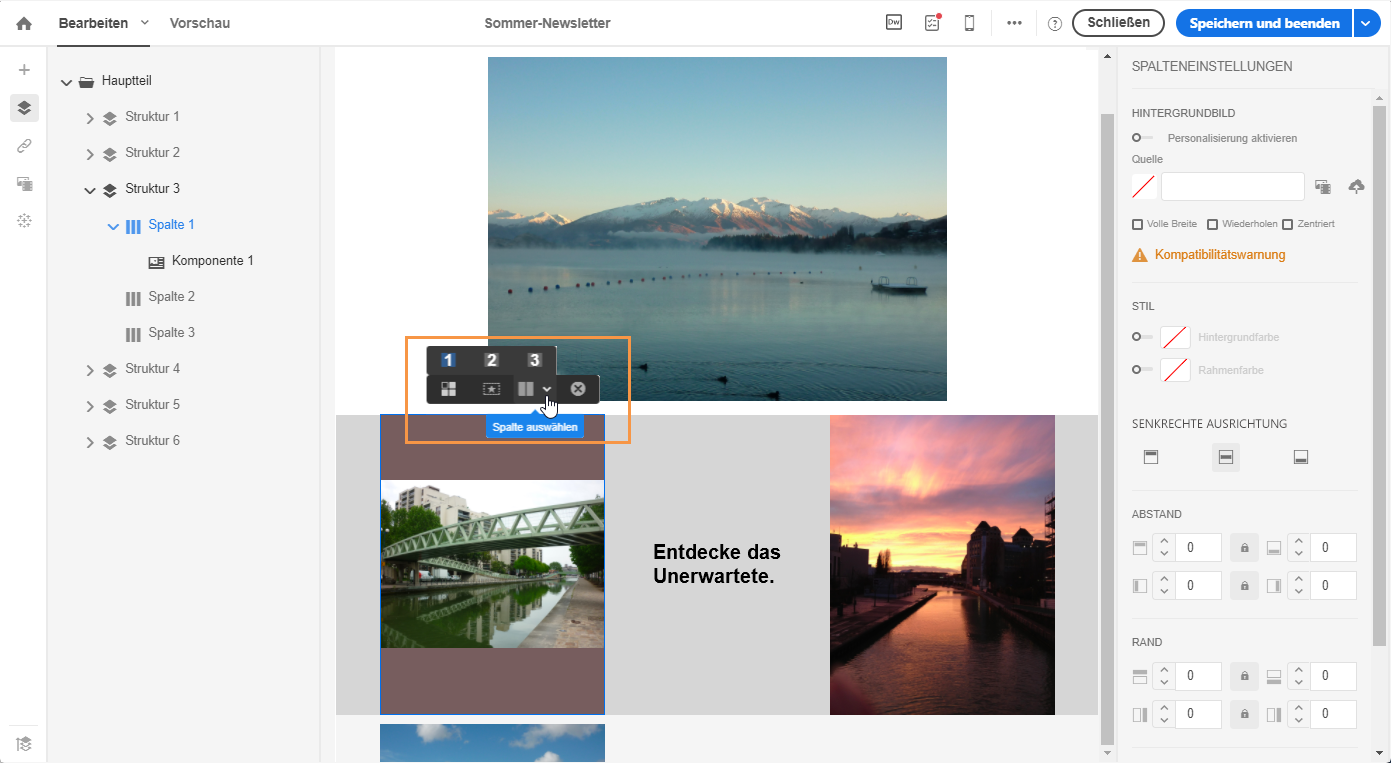 Bearbeiten
Vorschau
Sommer-Newsletter
Dw
Schließen
Speichern und beenden
Hauptteil
Struktur 1
Struktur 2
Struktur 3
Spalte 1
Komponente 1
Spalte 2
Spalte 3
Struktur 4
Struktur 5
Struktur 6
1 2 3
Spalte auswählen
Entdecke das
Unerwartete.
SPALTENEINSTELLUNGEN
HINTERGRUNDBILD
Personalisierung aktivieren
Quelle
Volle Breite Wiederholen Zentriert
Kompatibilitätswarnung
STIL
Hintergrundfarbe
Rahmenfarbe
SENKRECHTE AUSRICHTUNG
ABSTAND
0 0
0 0
RAND
0 0
0 0